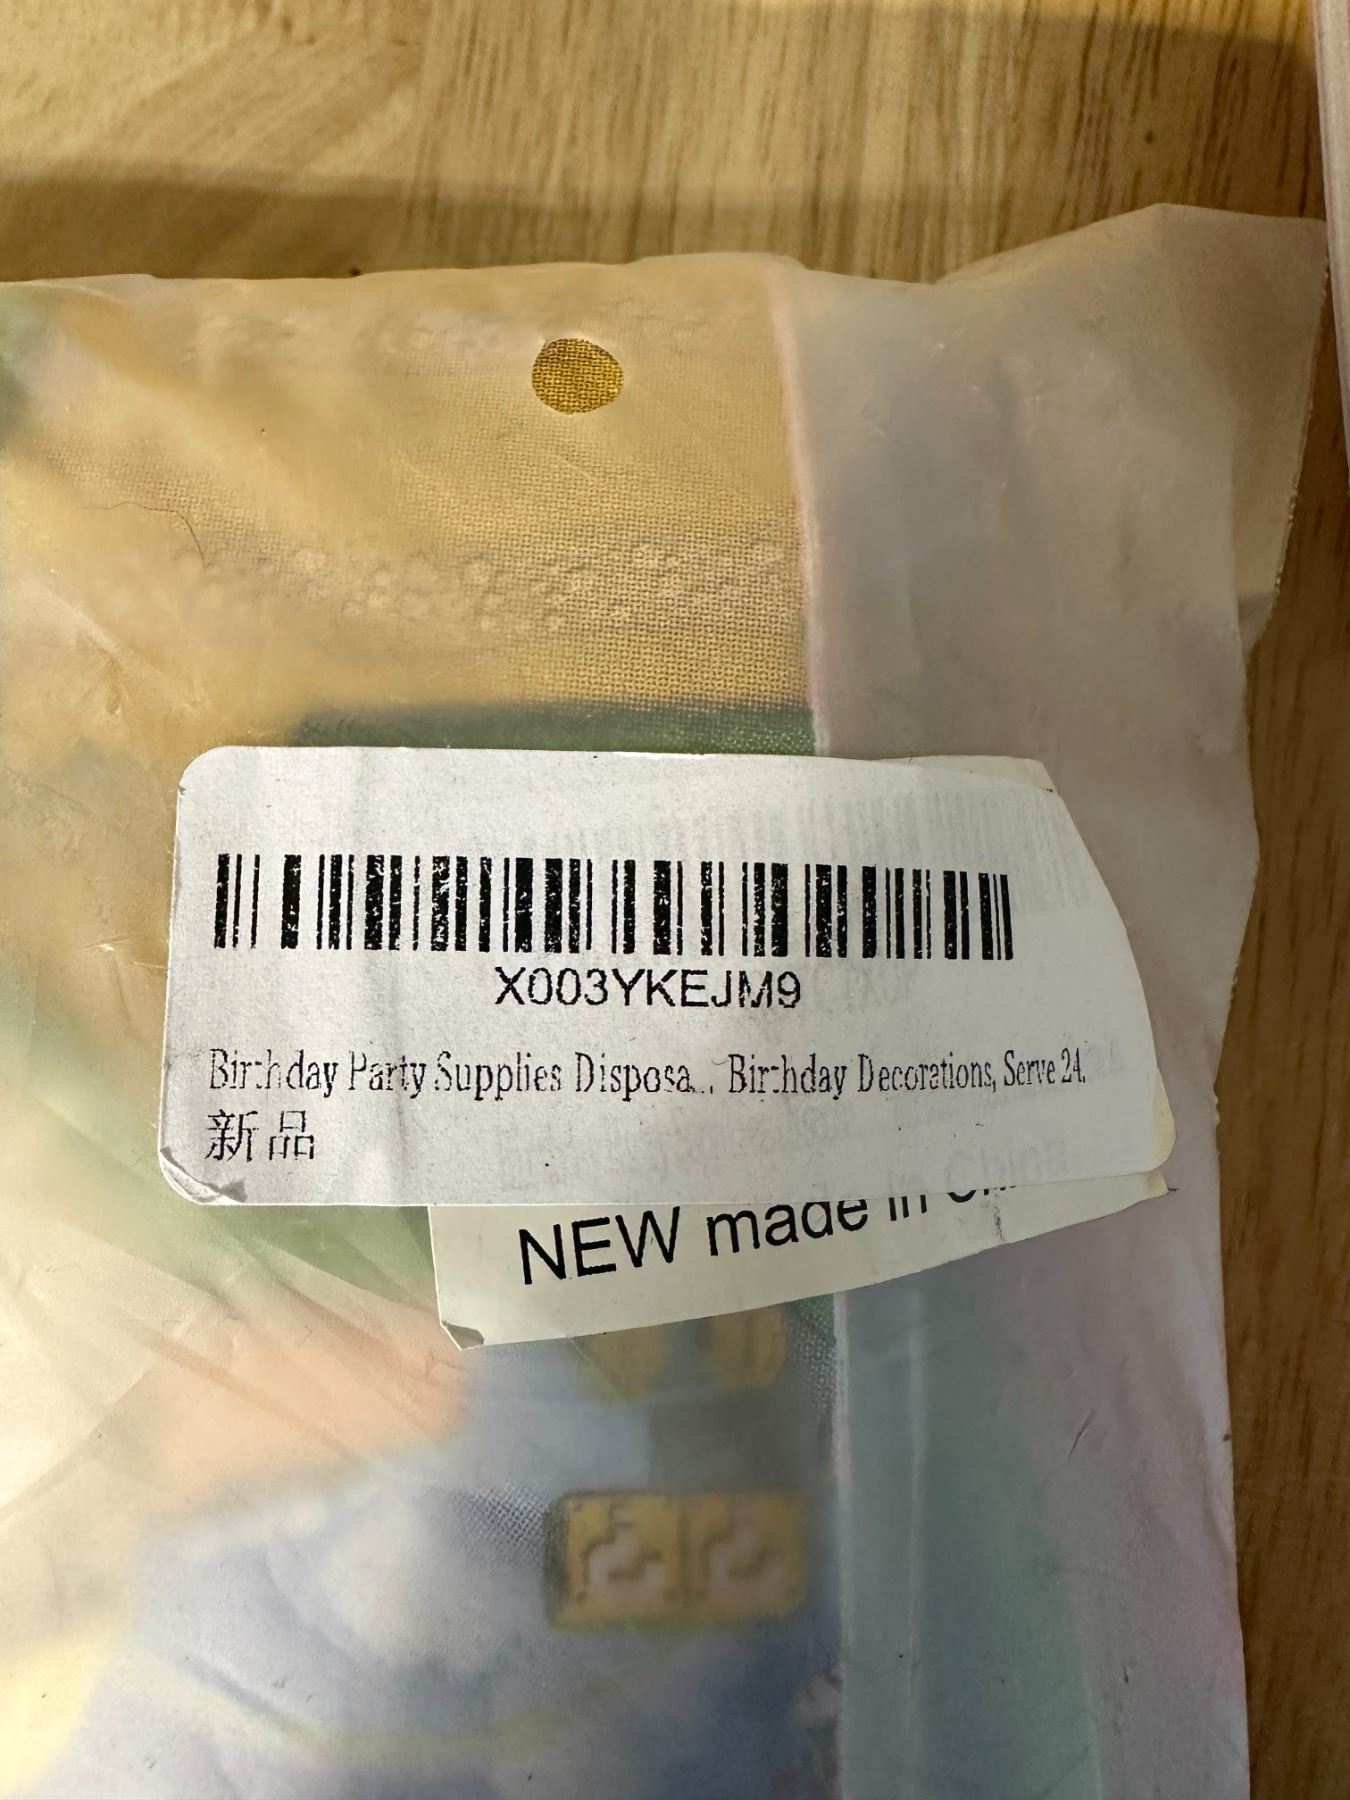 X003YKEJM9
Birthday Party Supplies Disposa... Birthday Decorations, Serve 24.
新品
NEW made in